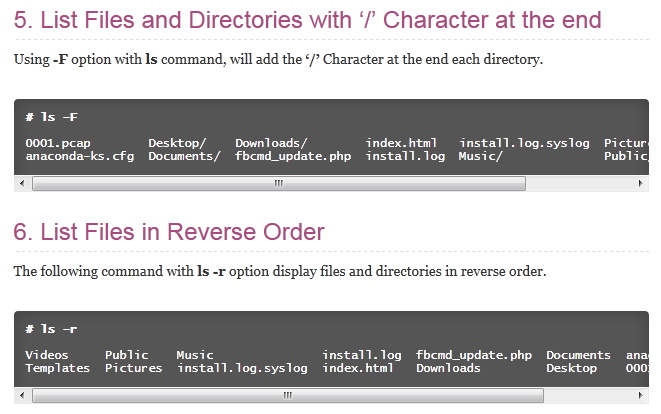 5. List Files and Directories with ‘/’ Character at the end
Using -F option with ls command, will add the ‘/’ Character at the end each directory.
# ls -F
0001.pcap Desktop/ Downloads/ index.html install.log.syslog
anaconda-ks.cfg Documents/ fbcmd_update.php install.log Music/
6. List Files in Reverse Order
The following command with ls -r option display files and directories in reverse order.
# ls -r
Videos Public Music install.log fbcmd_update.php Documents
Templates Pictures install.log.syslog index.html Downloads Desktop